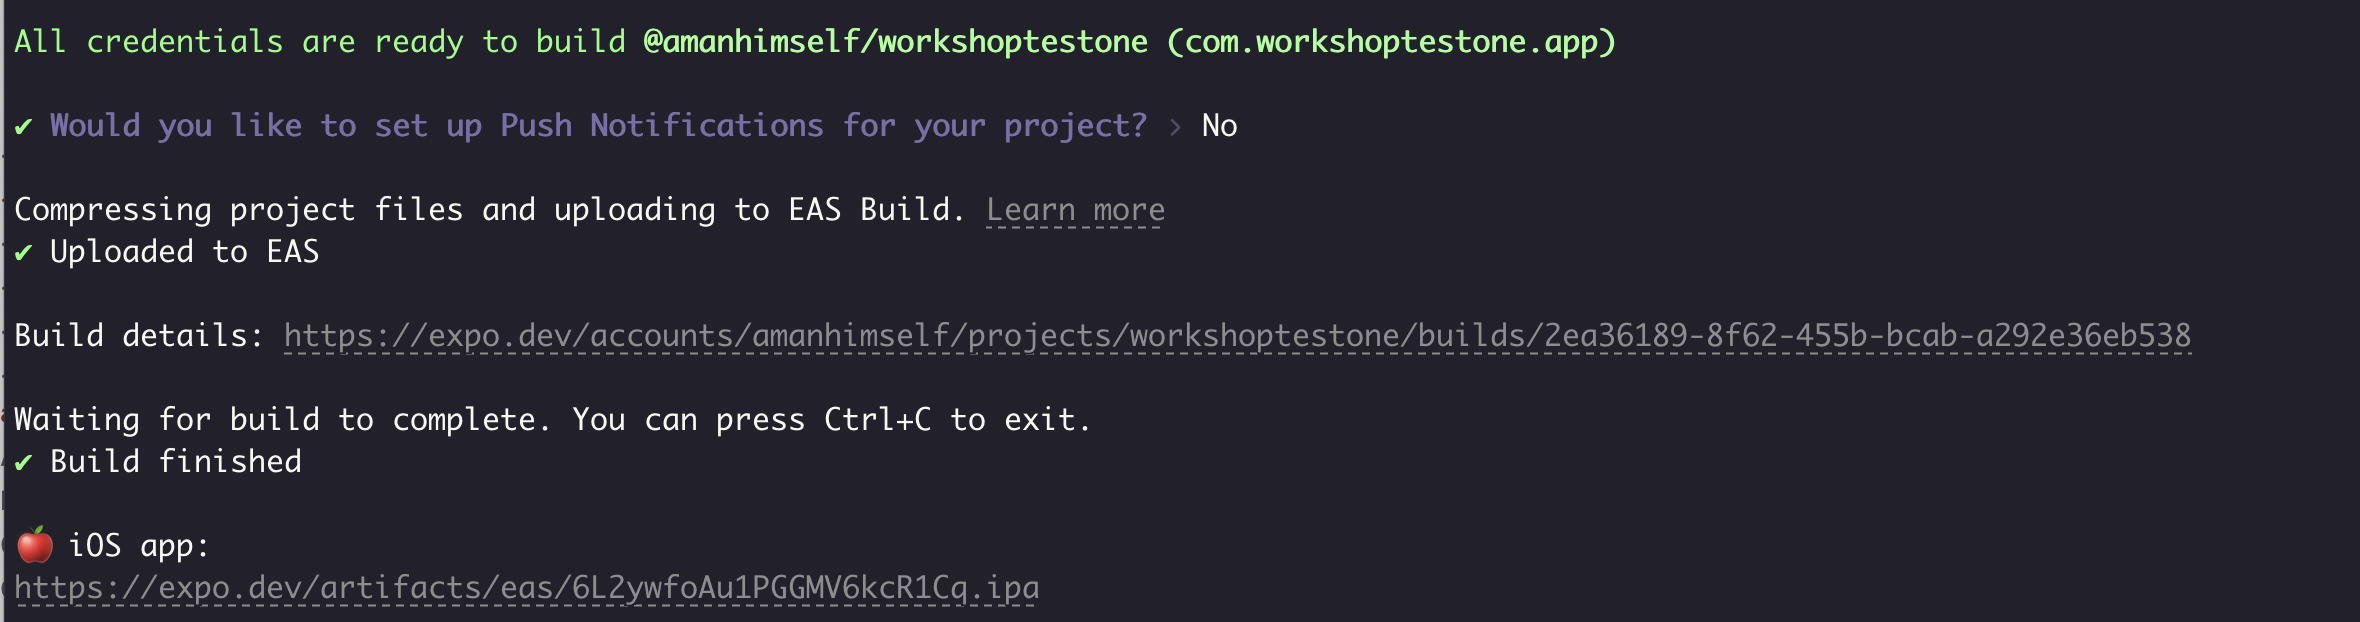 All credentials are ready to build @amanhimself/workshoptestone (com.workshoptestone.app)
✔ Would you like to set up Push Notifications for your project? › No
Compressing project files and uploading to EAS Build. Learn more
✔ Uploaded to EAS
Build details: https://expo.dev/accounts/amanhimself/projects/workshoptestone/builds/2ea36189-8f62-455b-bcab-a292e36eb538
Waiting for build to complete. You can press Ctrl+C to exit.
✔ Build finished
🍎 iOS app:
https://expo.dev/artifacts/eas/6L2ywfoAu1PGGMV6kcR1Cq.ipa